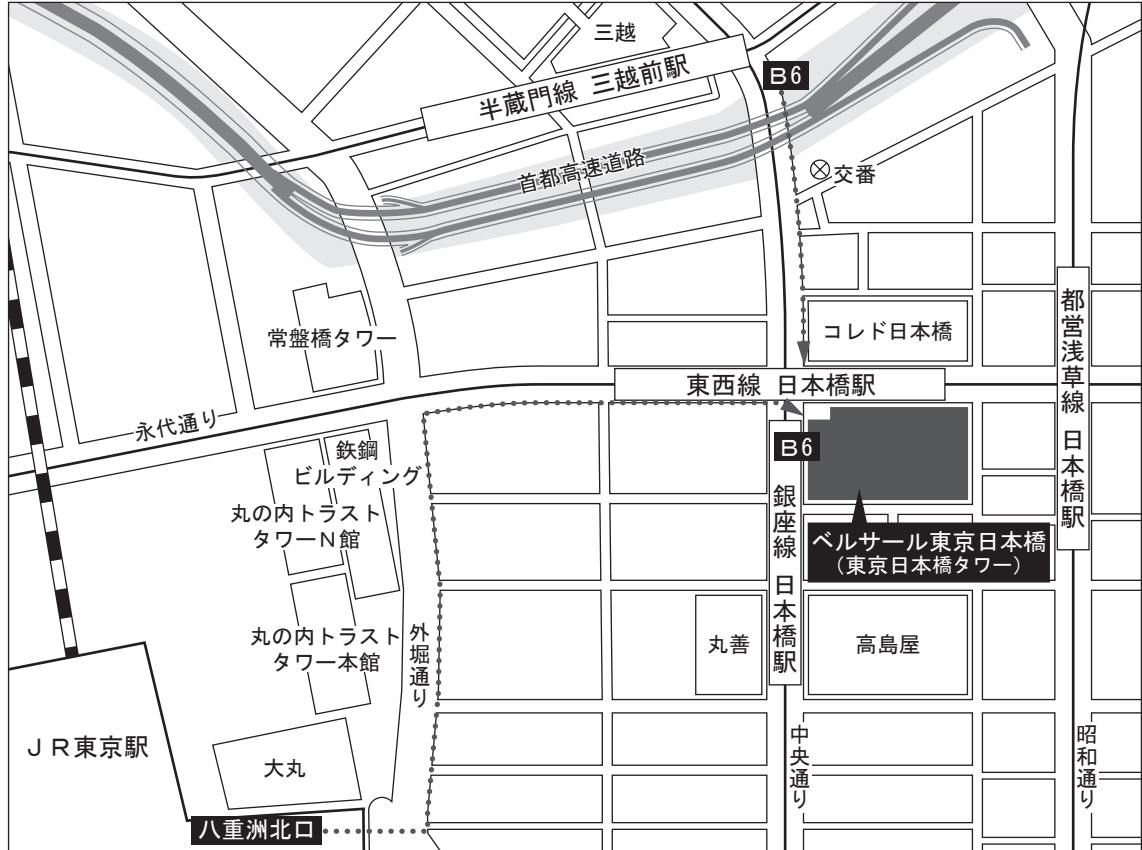 三越
B6
半蔵門線 三越前駅
首都高速道路
交番
都営浅草線 日本橋駅
常盤橋タワー
コレド日本橋
東西線 日本橋駅
永代通り
鉄鋼
ビルディング
B6
丸の内トラスト
タワーN館
銀座線 日本橋駅
ベルサール東京日本橋
(東京日本橋タワー)
丸の内トラスト
タワー本館
外堀通り
丸善
高島屋
JR東京駅
大丸
中央通り
昭和通り
八重洲北口